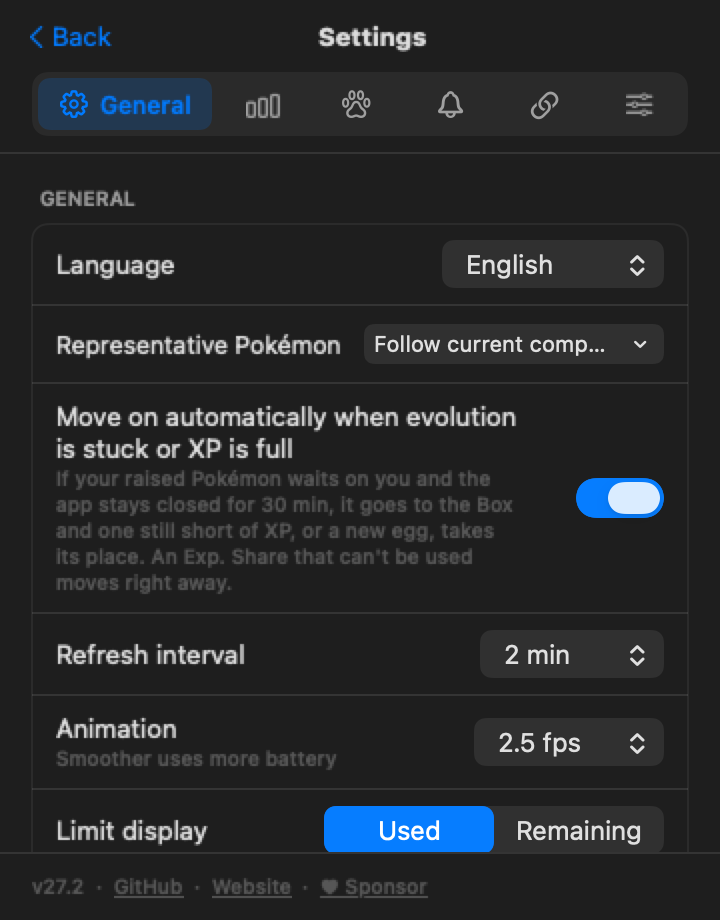 Back
Settings
General
GENERAL
Language
English
Representative Pokémon
Follow current comp...
Move on automatically when evolution
is stuck or XP is full
If your raised Pokémon waits on you and the
app stays closed for 30 min, it goes to the Box
and one still short of XP, or a new egg, takes
its place. An Exp. Share that can't be used
moves right away.
Refresh interval
2 min
Animation
Smoother uses more battery
2.5 fps
Limit display
Used
Remaining
v27.2 · GitHub · Website · Sponsor